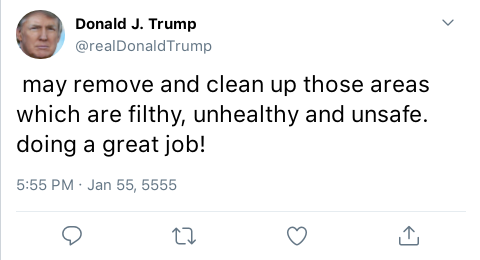 Donald J. Trump
@realDonaldTrump
may remove and clean up those areas
which are filthy, unhealthy and unsafe.
doing a great job!
5:55 PM · Jan 55, 5555